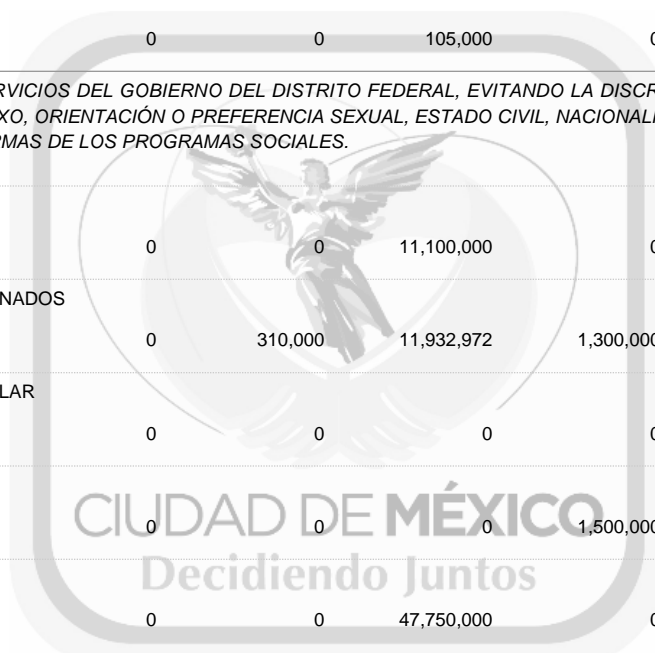 0 0 105,000 0
RVICIOS DEL GOBIERNO DEL DISTRITO FEDERAL, EVITANDO LA DISCR
XO, ORIENTACIÓN O PREFERENCIA SEXUAL, ESTADO CIVIL, NACIONALI
RMAS DE LOS PROGRAMAS SOCIALES.
0 0 11,100,000 0
NADOS
0 310,000 11,932,972 1,300,000
LAR
0 0 0 0
CIUDAD DE MÉXICO
0 0 0 1,500,000
Decidiendo Juntos
0 0 47,750,000 0